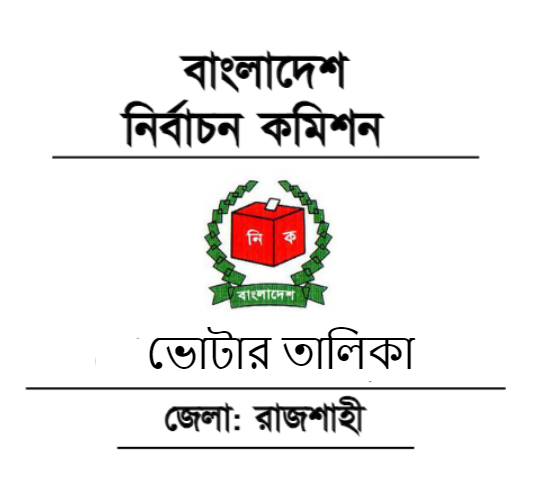 বাংলাদেশ
নির্বাচন কমিশন
নি ক
বাংলাদেশ
ভোটার তালিকা
জেলা: রাজশাহী